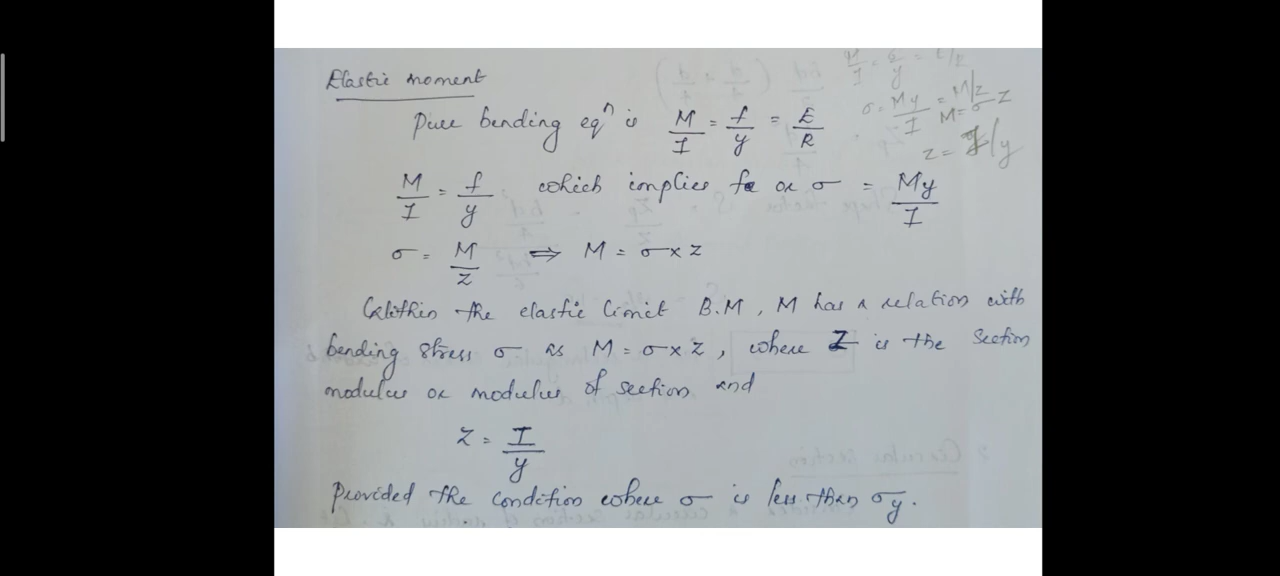 Elastic moment
M/I = E/y = E/R
σ = My/I = M/z
M = σ z
z = I/y
Pure bending eqⁿ is M/I = f/y = E/R
M/I = f/y which implies f or σ = My/I
σ = M/z ⇒ M = σ x z
Within the elastic limit B.M, M has a relation with
bending stress σ as M = σ x z, where Z is the section
modulus or modulus of section and
z = I/y
Provided the condition where σ is less than σy.